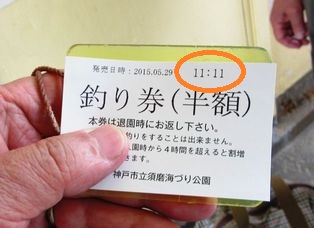 発売日時：2015.05.29 11:11
釣り券(半額)
本券は退園時にお返し下さい。
釣りをすることは出来ません。
入園時から４時間を超えると割増
きます。
神戸市立須磨海づり公園